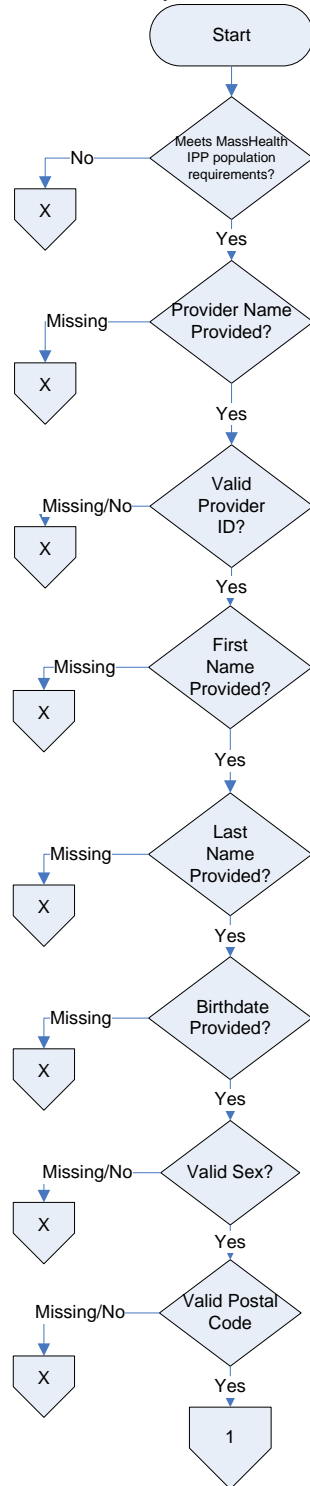 Start
Meets MassHealth
IPP population
requirements?
No
X
Yes
Provider Name
Provided?
Missing
X
Yes
Valid
Provider
ID?
Missing/No
X
Yes
First
Name
Provided?
Missing
X
Yes
Last
Name
Provided?
Missing
X
Yes
Birthdate
Provided?
Missing
X
Yes
Valid Sex?
Missing/No
X
Yes
Valid Postal
Code
Missing/No
X
Yes
1